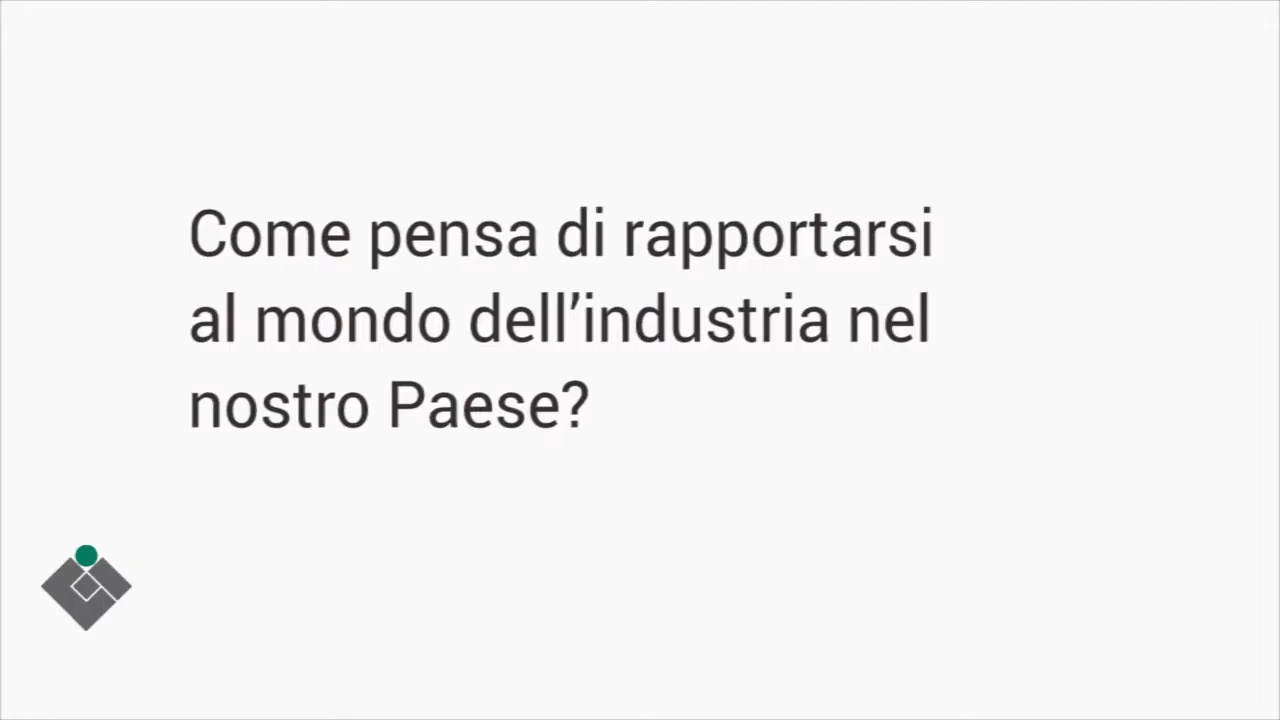 Come pensa di rapportarsi
al mondo dell’industria nel
nostro Paese?